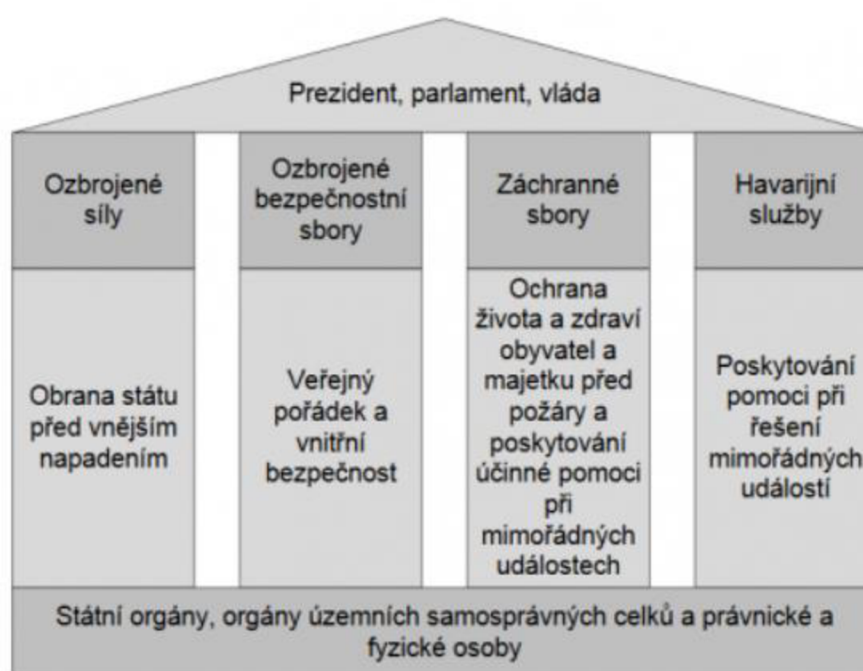 Prezident, parlament, vláda
Ozbrojené
síly
Ozbrojené
bezpečnostní
sbory
Záchranné
sbory
Havarijní
služby
Obrana státu
před vnějším
napadením
Veřejný
pořádek a
vnitřní
bezpečnost
Ochrana
života a zdraví
obyvatel a
majetku před
požáry a
poskytování
účinné pomoci
při
mimořádných
událostech
Poskytování
pomoci při
řešení
mimořádných
událostí
Státní orgány, orgány územních samosprávných celků a právnické a
fyzické osoby